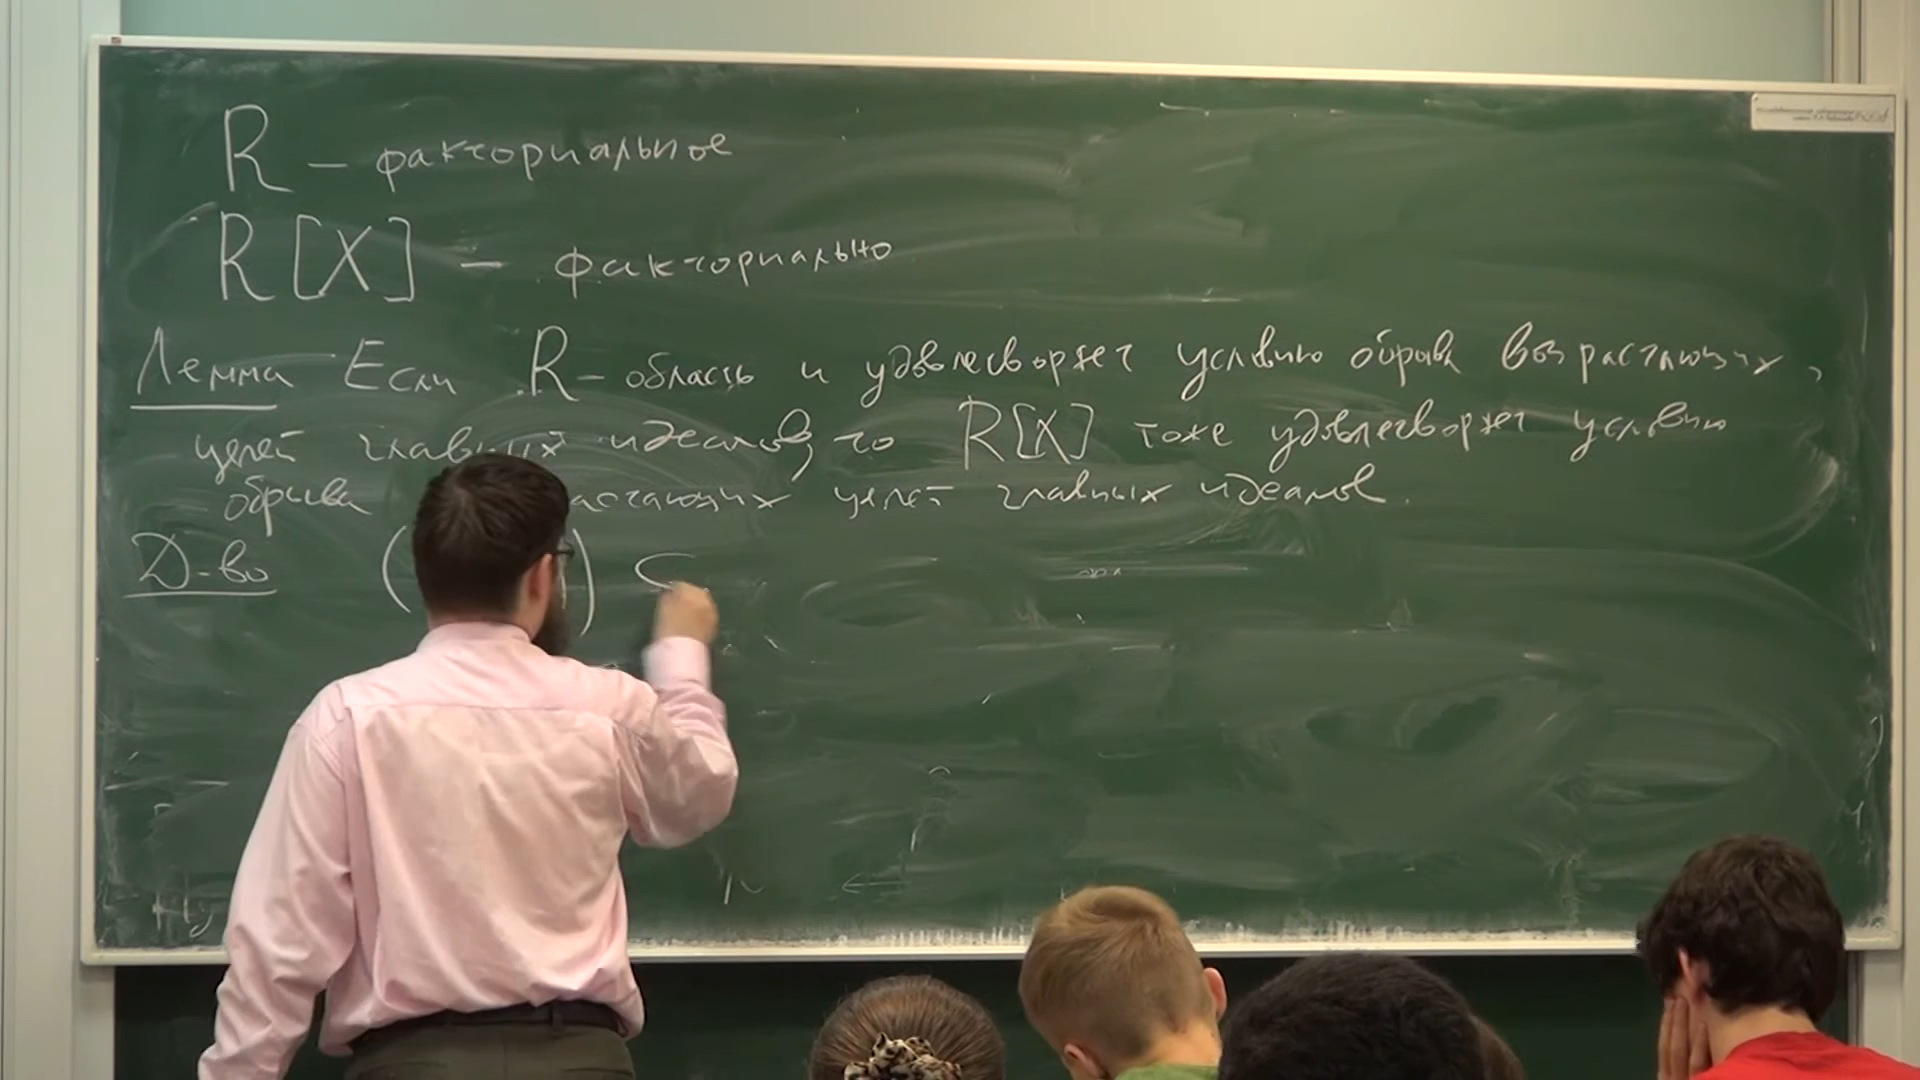 R – факториальное
R[X] – факториально
Лемма Если R – область и удовлетворяет условию обрыва возрастающих
цепей главных идеалов, то R[X] тоже удовлетворяет условию
обрыва цепей главных идеалов.
Д-во ( ) ⊂